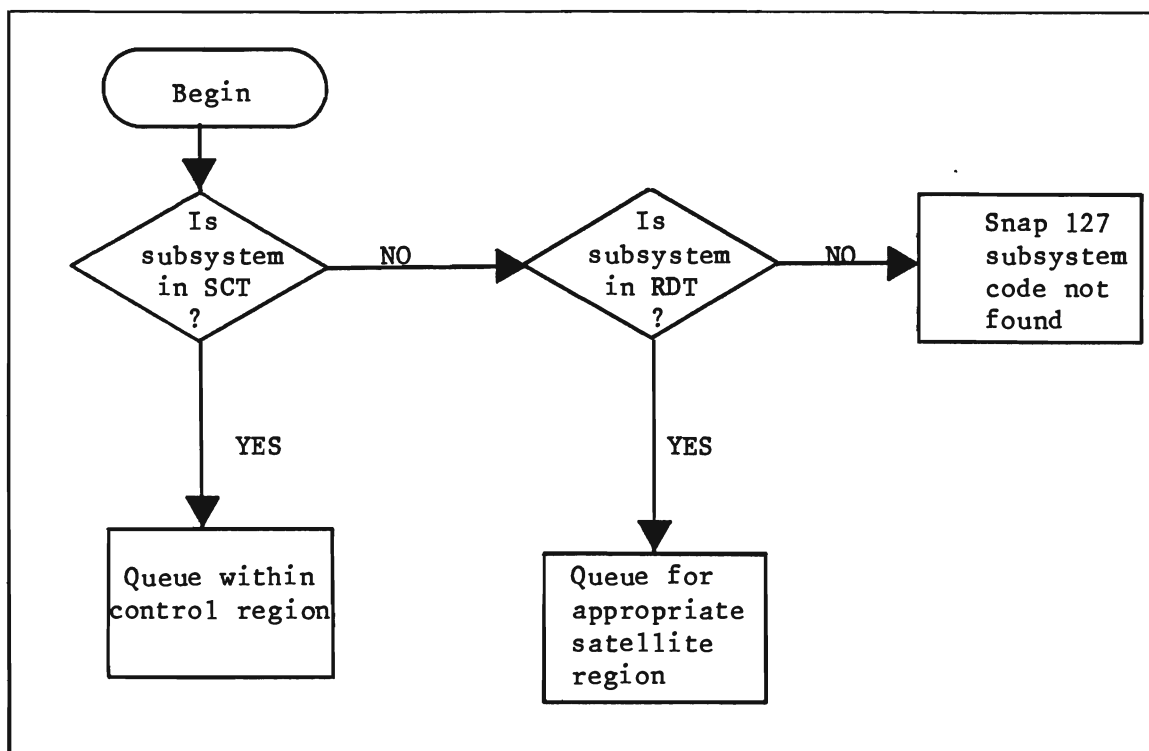 Begin
Is
subsystem
in SCT
?
NO
Is
subsystem
in RDT
?
NO
Snap 127
subsystem
code not
found
YES
YES
Queue within
control region
Queue for
appropriate
satellite
region